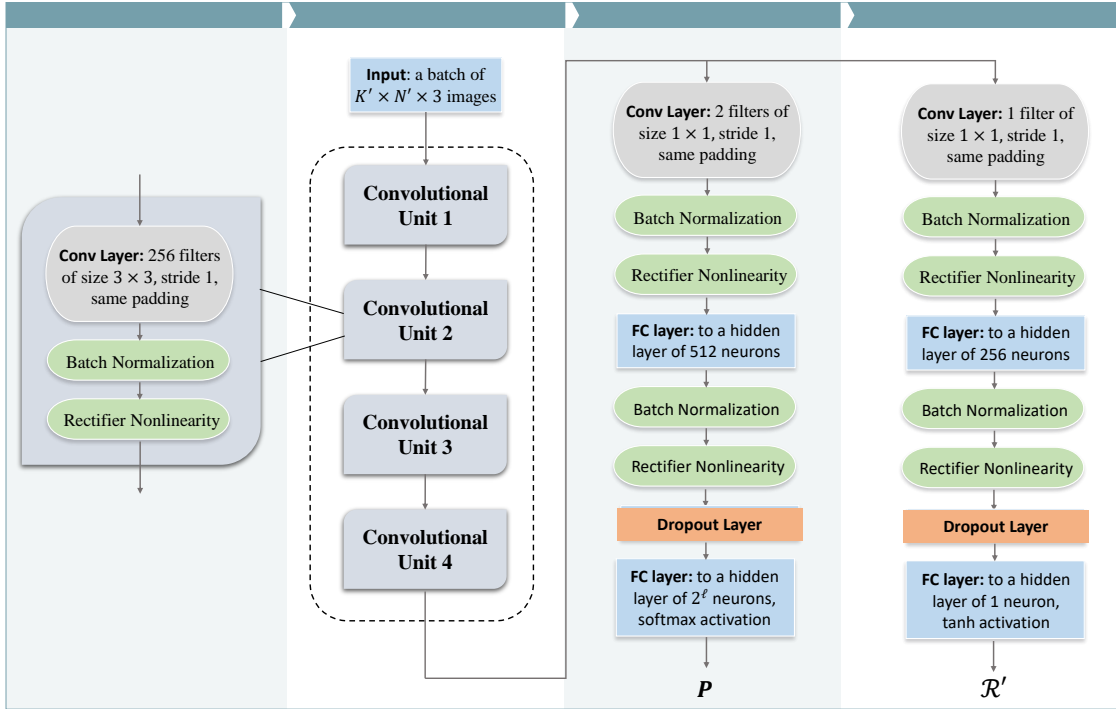 Conv Layer: 256 filters
of size 3 × 3, stride 1,
same padding
Batch Normalization
Rectifier Nonlinearity
Input: a batch of
K′ × N′ × 3 images
Convolutional
Unit 1
Convolutional
Unit 2
Convolutional
Unit 3
Convolutional
Unit 4
Conv Layer: 2 filters of
size 1 × 1, stride 1,
same padding
Batch Normalization
Rectifier Nonlinearity
FC layer: to a hidden
layer of 512 neurons
Batch Normalization
Rectifier Nonlinearity
Dropout Layer
FC layer: to a hidden
layer of 2^ℓ neurons,
softmax activation
P
Conv Layer: 1 filter of
size 1 × 1, stride 1,
same padding
Batch Normalization
Rectifier Nonlinearity
FC layer: to a hidden
layer of 256 neurons
Batch Normalization
Rectifier Nonlinearity
Dropout Layer
FC layer: to a hidden
layer of 1 neuron,
tanh activation
ℛ′